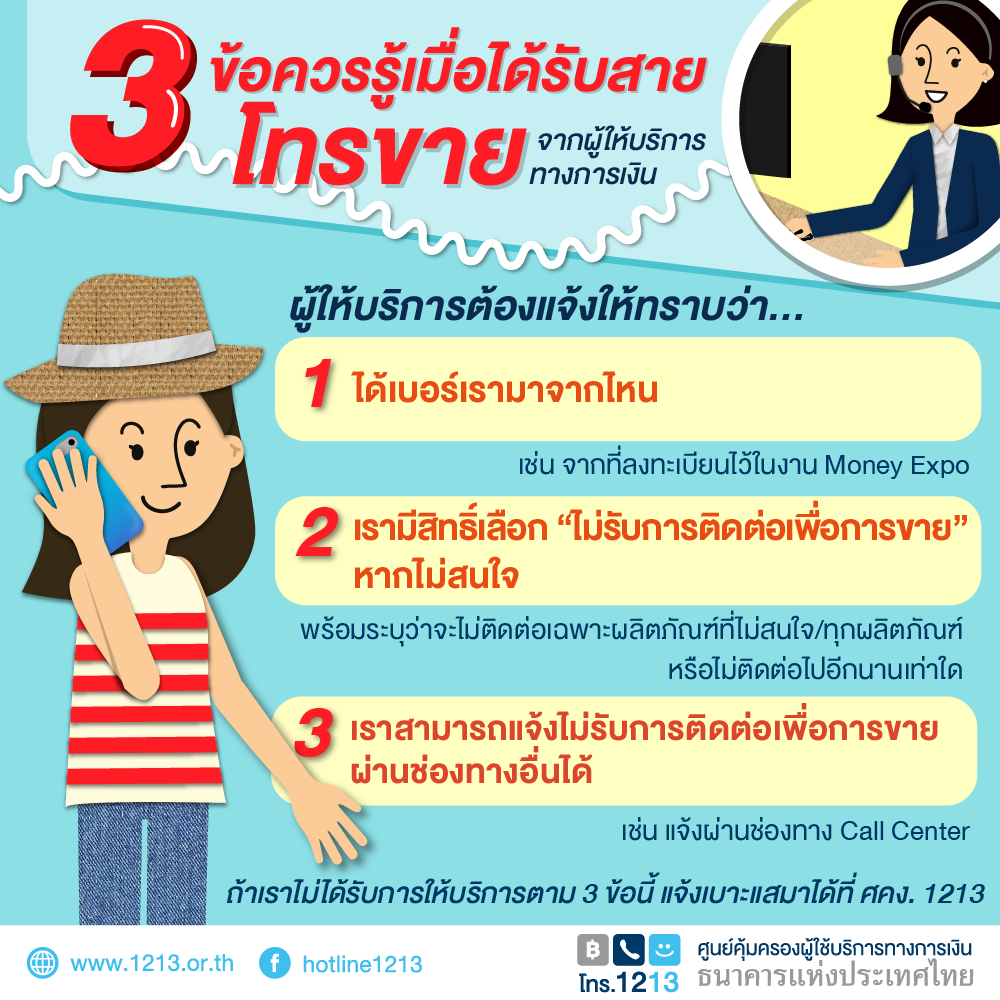 3 ข้อควรรู้เมื่อได้รับสาย
โทรขาย จากผู้ให้บริการ
ทางการเงิน
ผู้ให้บริการต้องแจ้งให้ทราบว่า...
1 ได้เบอร์เรามาจากไหน
เช่น จากที่ลงทะเบียนไว้ในงาน Money Expo
2 เรามีสิทธิ์เลือก “ไม่รับการติดต่อเพื่อการขาย”
หากไม่สนใจ
พร้อมระบุว่าจะไม่ติดต่อเฉพาะผลิตภัณฑ์ที่ไม่สนใจ/ทุกผลิตภัณฑ์
หรือไม่ติดต่อไปอีกนานเท่าใด
3 เราสามารถแจ้งไม่รับการติดต่อเพื่อการขาย
ผ่านช่องทางอื่นได้
เช่น แจ้งผ่านช่องทาง Call Center
ถ้าเราไม่ได้รับการให้บริการตาม 3 ข้อนี้ แจ้งเบาะแสมาได้ที่ ศคง. 1213
www.1213.or.th
hotline1213
฿
โทร.1213
ศูนย์คุ้มครองผู้ใช้บริการทางการเงิน
ธนาคารแห่งประเทศไทย